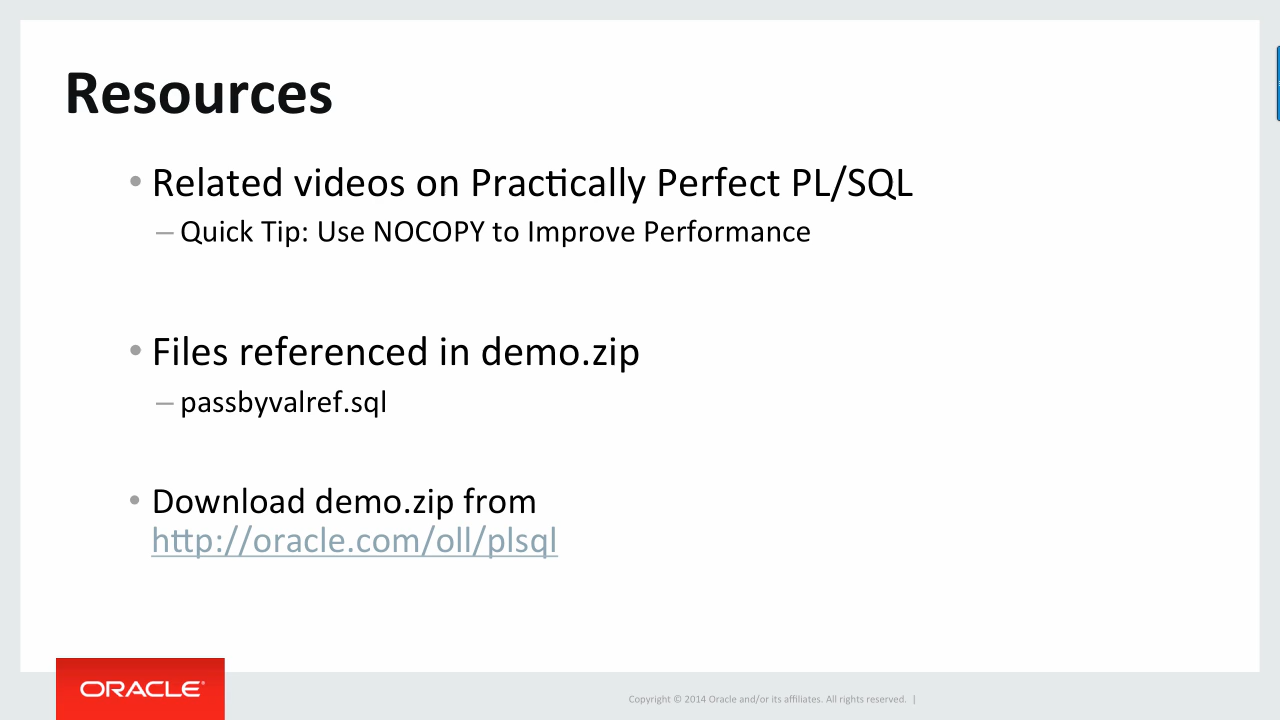 Resources
• Related videos on Practically Perfect PL/SQL
– Quick Tip: Use NOCOPY to Improve Performance
• Files referenced in demo.zip
– passbyvalref.sql
• Download demo.zip from
http://oracle.com/oll/plsql
ORACLE®
Copyright © 2014 Oracle and/or its affiliates. All rights reserved. |